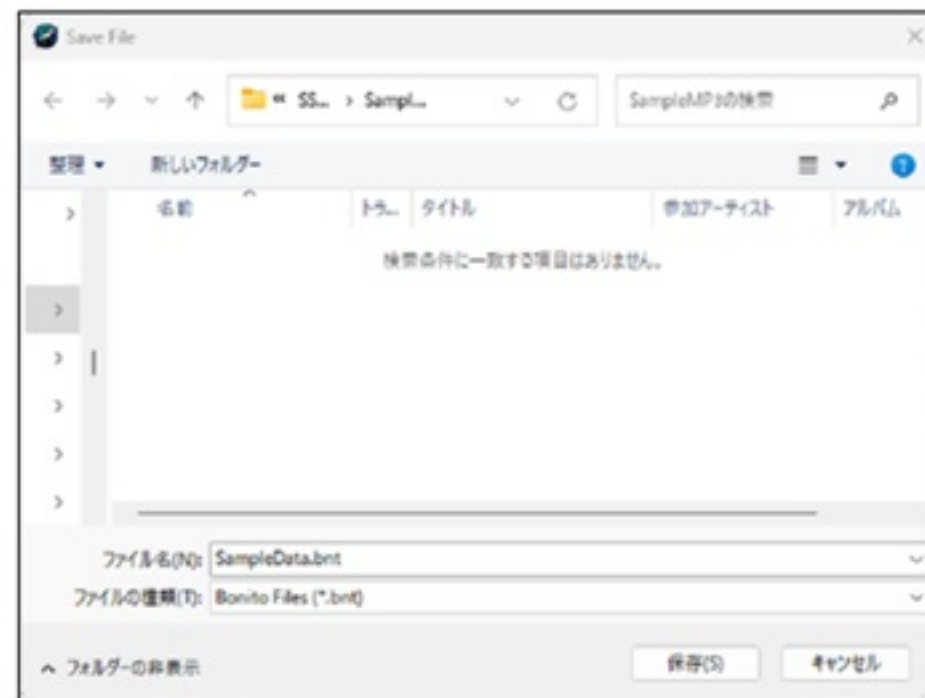 Save File
« SS... › Sampl...
SampleMP3の検索
整理
新しいフォルダー
名前
トラ...
タイトル
参加アーティスト
アルバム
検索条件に一致する項目はありません。
ファイル名(N):
SampleData.bnt
ファイルの種類(T):
Bonito Files (*.bnt)
フォルダーの非表示
保存(S)
キャンセル